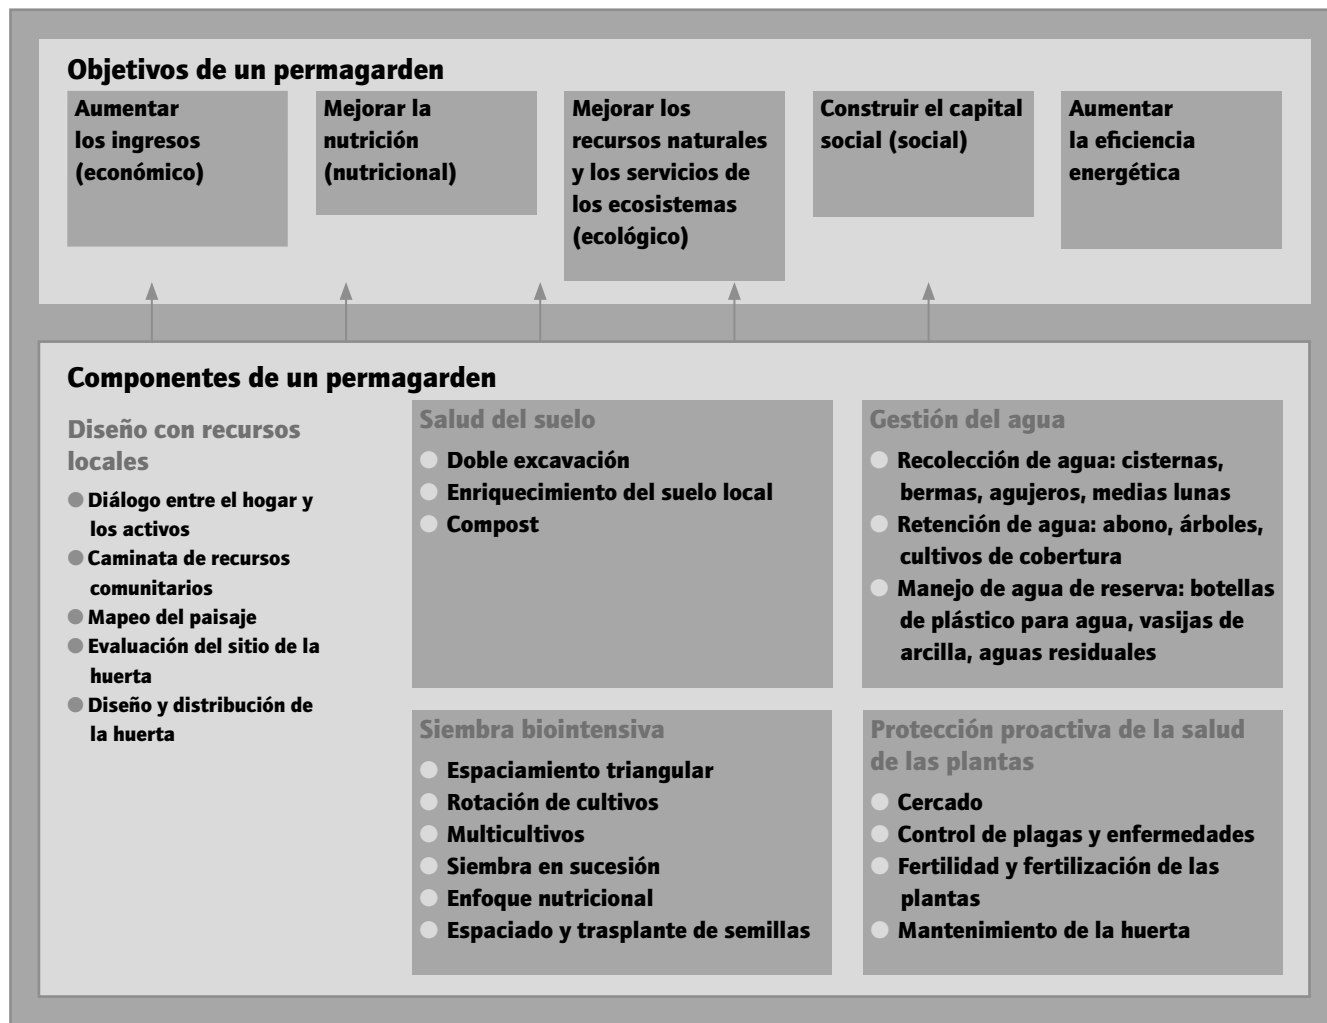 Objetivos de un permagarden
Aumentar
los ingresos
(económico)
Mejorar la
nutrición
(nutricional)
Mejorar los
recursos naturales
y los servicios de
los ecosistemas
(ecológico)
Construir el capital
social (social)
Aumentar
la eficiencia
energética
Componentes de un permagarden
Diseño con recursos
locales
● Diálogo entre el hogar y
los activos
● Caminata de recursos
comunitarios
● Mapeo del paisaje
● Evaluación del sitio de la
huerta
● Diseño y distribución de
la huerta
Salud del suelo
● Doble excavación
● Enriquecimiento del suelo local
● Compost
Gestión del agua
● Recolección de agua: cisternas,
bermas, agujeros, medias lunas
● Retención de agua: abono, árboles,
cultivos de cobertura
● Manejo de agua de reserva: botellas
de plástico para agua, vasijas de
arcilla, aguas residuales
Siembra biointensiva
● Espaciamiento triangular
● Rotación de cultivos
● Multicultivos
● Siembra en sucesión
● Enfoque nutricional
● Espaciado y trasplante de semillas
Protección proactiva de la salud
de las plantas
● Cercado
● Control de plagas y enfermedades
● Fertilidad y fertilización de las
plantas
● Mantenimiento de la huerta